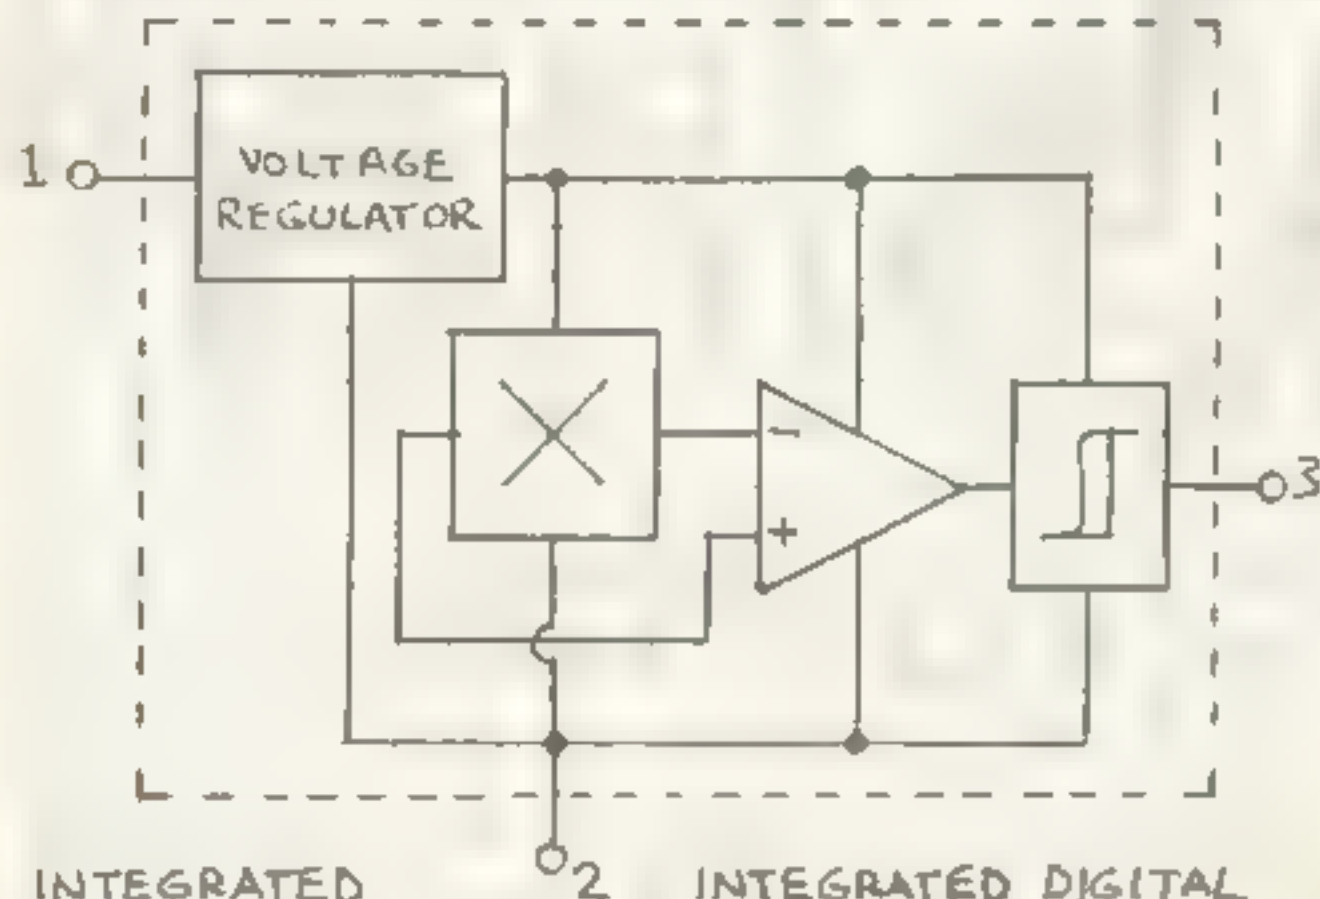 1
VOLTAGE
REGULATOR
−
+
3
2
INTEGRATED
INTEGRATED DIGITAL